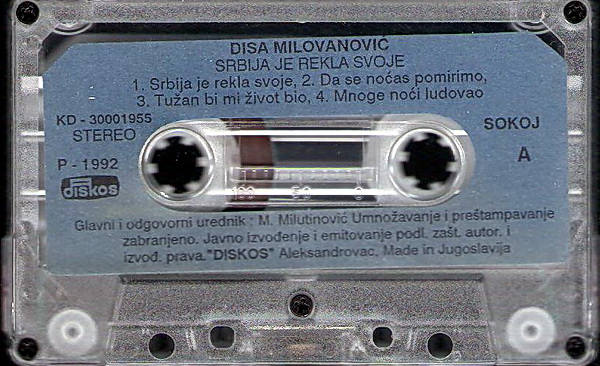 DISA MILOVANOVIĆ
SRBIJA JE REKLA SVOJE
1. Srbija je rekla svoje, 2. Da se noćas pomirimo,
3. Tužan bi mi život bio, 4. Mnoge noći ludovao
KD - 30001955
STEREO
SOKOJ
P - 1992
A
diskos
100 50 0
Glavni i odgovorni urednik : M. Milutinović Umnožavanje i preštampavanje
zabranjeno. Javno izvođenje i emitovanje podl. zašt. autor. i
izvođ. prava."DISKOS" Aleksandrovac, Made in Jugoslavija